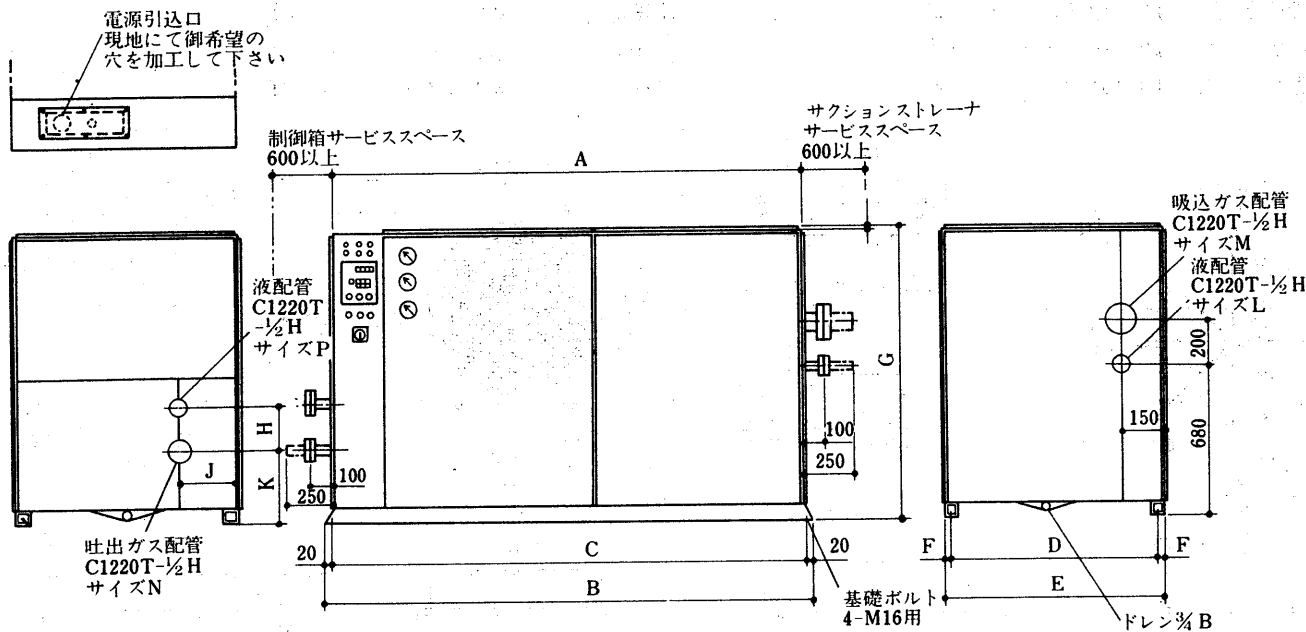 電源引込口
現地にて御希望の
穴を加工して下さい
制御箱サービススペース
600以上
A
サクションストレーナ
サービススペース
600以上
吸込ガス配管
C1220T-½H
サイズM
液配管
C1220T-½H
サイズL
液配管
C1220T
-½H
サイズP
G
200
150
680
H
J
K
100
250
100
250
吐出ガス配管
C1220T-½H
サイズN
20
C
20
B
基礎ボルト
4-M16用
F
D
F
E
ドレン¾B